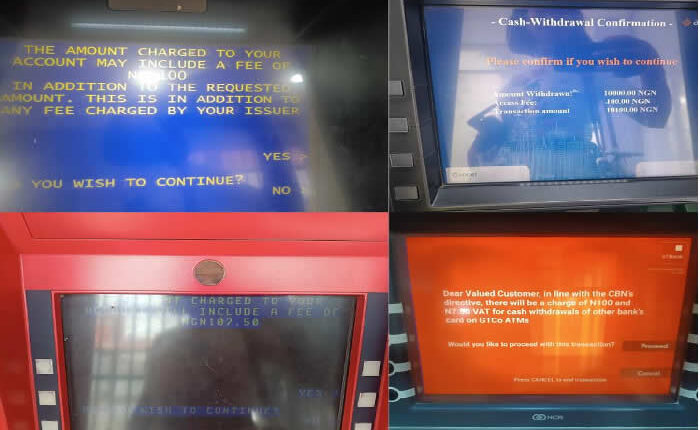 THE AMOUNT CHARGED TO YOUR
ACCOUNT MAY INCLUDE A FEE OF
100
IN ADDITION TO THE REQUESTED
AMOUNT. THIS IS IN ADDITION TO
ANY FEE CHARGED BY YOUR ISSUER
YES >
YOU WISH TO CONTINUE?
NO >
- Cash-Withdrawal Confirmation -
Please confirm if you wish to continue
Amount Withdrawn: 10000.00 NGN
Access Fee: 100.00 NGN
Transaction amount 10100.00 NGN
CHARGED TO YOUR
INCLUDE A FEE OF
NGN107.50
YES
WISH TO CONTINUE?
GTBank
Dear Valued Customer, in line with the CBN's
directive, there will be a charge of N100 and
VAT for cash withdrawals of other bank's
card on GTCo ATMs
Would you like to proceed with this transaction?
Proceed
Cancel
Press CANCEL to end transaction
NCR